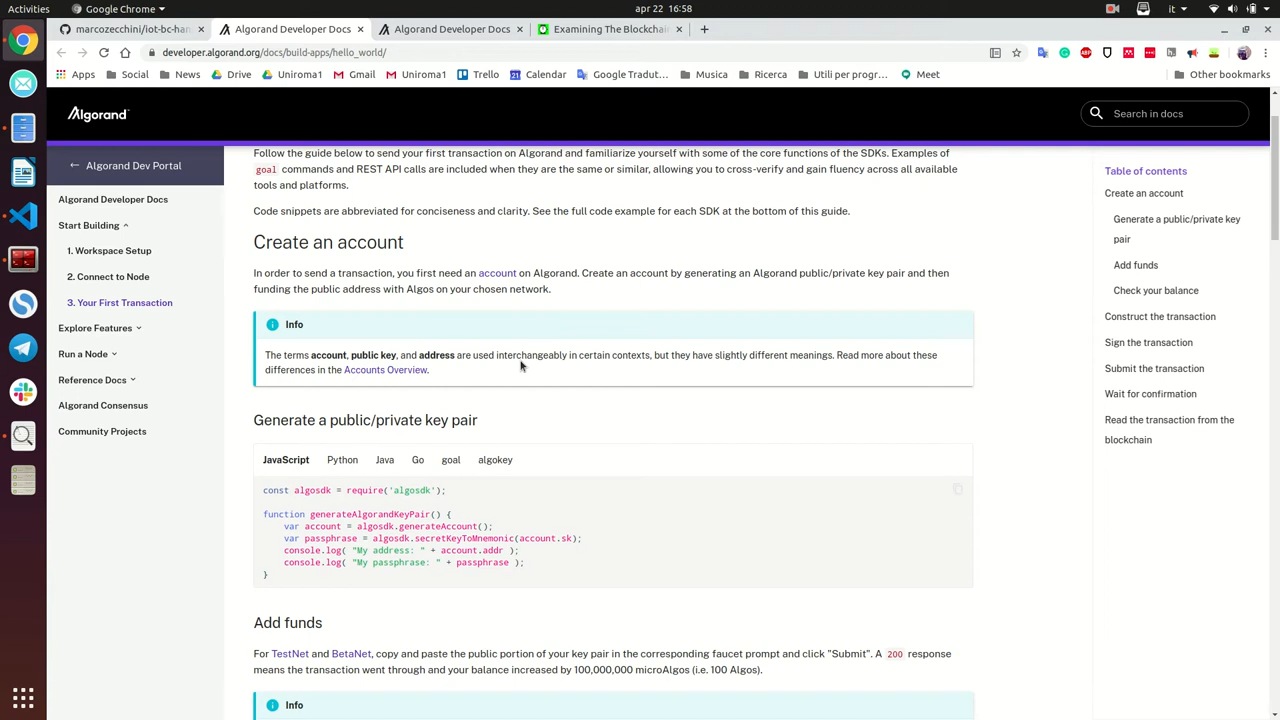 Activities
Google Chrome
apr 22  16:58
it
marcozecchini/iot-bc-han
Algorand Developer Docs
Algorand Developer Docs
Examining The Blockchain
developer.algorand.org/docs/build-apps/hello_world/
Apps
Social
News
Drive
Uniroma1
Gmail
Uniroma1
Trello
Calendar
Google Tradut…
Musica
Ricerca
Utili per progr…
Meet
Other bookmarks
Algorand
Search in docs
Algorand Dev Portal
Algorand Developer Docs
Start Building
1. Workspace Setup
2. Connect to Node
3. Your First Transaction
Explore Features
Run a Node
Reference Docs
Algorand Consensus
Community Projects
Follow the guide below to send your first transaction on Algorand and familiarize yourself with some of the core functions of the SDKs. Examples of
goal commands and REST API calls are included when they are the same or similar, allowing you to cross-verify and gain fluency across all available
tools and platforms.
Code snippets are abbreviated for conciseness and clarity. See the full code example for each SDK at the bottom of this guide.
Create an account
In order to send a transaction, you first need an account on Algorand. Create an account by generating an Algorand public/private key pair and then
funding the public address with Algos on your chosen network.
Info
The terms account, public key, and address are used interchangeably in certain contexts, but they have slightly different meanings. Read more about these
differences in the Accounts Overview.
Generate a public/private key pair
JavaScript Python Java Go goal algokey
const algosdk = require('algosdk');
function generateAlgorandKeyPair() {
var account = algosdk.generateAccount();
var passphrase = algosdk.secretKeyToMnemonic(account.sk);
console.log( "My address: " + account.addr );
console.log( "My passphrase: " + passphrase );
}
Add funds
For TestNet and BetaNet, copy and paste the public portion of your key pair in the corresponding faucet prompt and click "Submit". A 200 response
means the transaction went through and your balance increased by 100,000,000 microAlgos (i.e. 100 Algos).
Info
Table of contents
Create an account
Generate a public/private key
pair
Add funds
Check your balance
Construct the transaction
Sign the transaction
Submit the transaction
Wait for confirmation
Read the transaction from the
blockchain